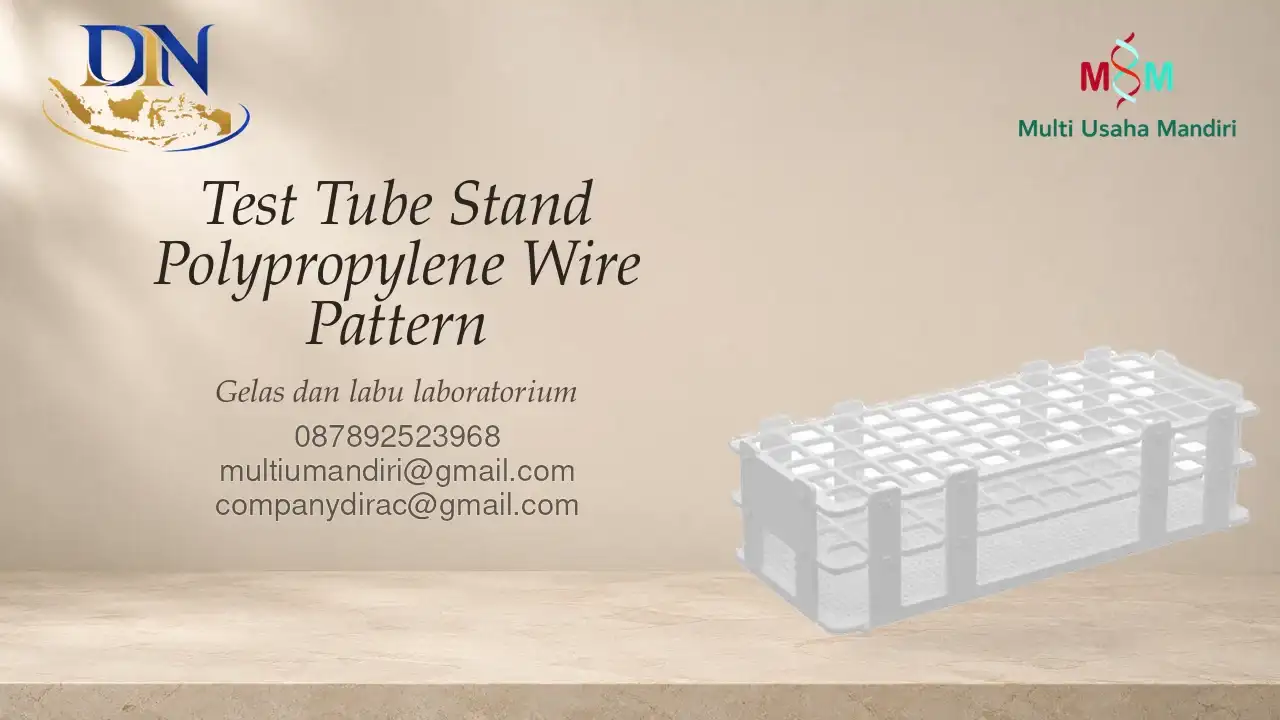 DIN
M M
Multi Usaha Mandiri
Test Tube Stand
Polypropylene Wire
Pattern
Gelas dan labu laboratorium
087892523968
multiumandiri@gmail.com
companydirac@gmail.com